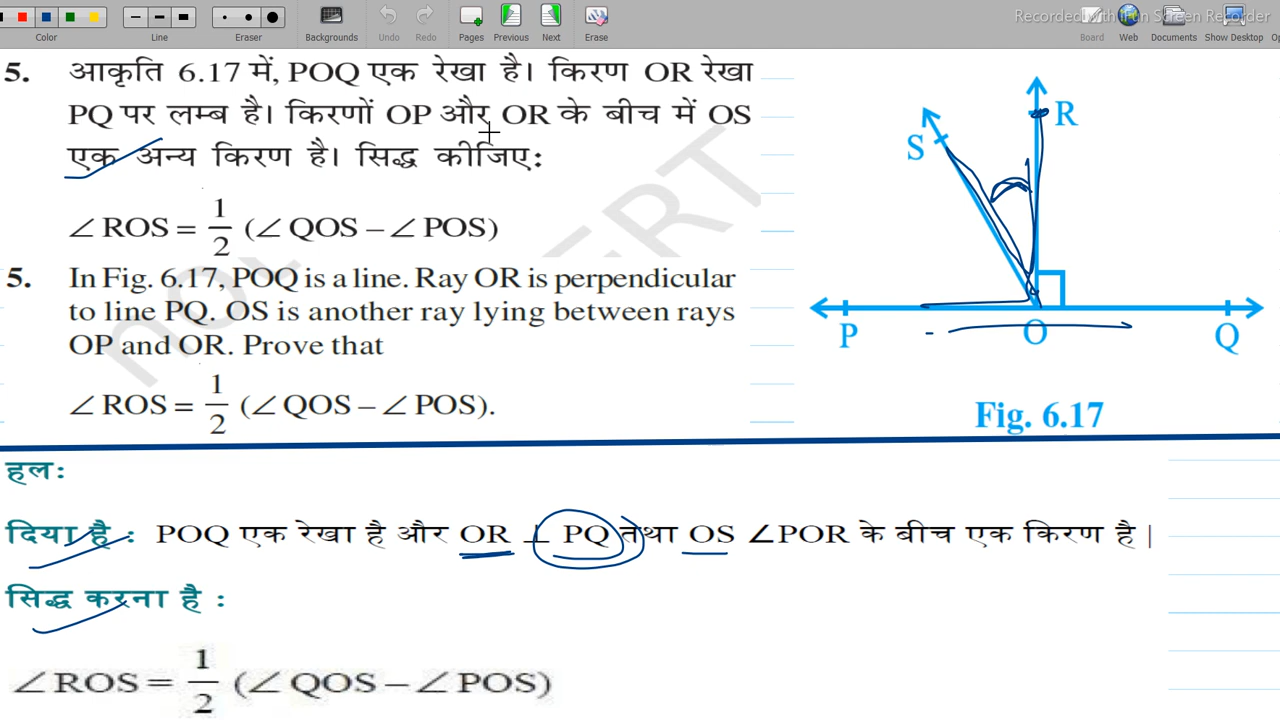 Color
Line
Eraser
Backgrounds
Undo
Redo
Pages
Previous
Next
Erase
Board
Web
Documents
Show Desktop
Recorded with iFun Screen Recorder
5. आकृति 6.17 में, POQ एक रेखा है। किरण OR रेखा
PQ पर लम्ब है। किरणों OP और OR के बीच में OS
एक अन्य किरण है। सिद्ध कीजिए:
∠ ROS = 1/2 (∠ QOS – ∠ POS)
5. In Fig. 6.17, POQ is a line. Ray OR is perpendicular
to line PQ. OS is another ray lying between rays
OP and OR. Prove that
∠ ROS = 1/2 (∠ QOS – ∠ POS).
S
R
P
O
Q
Fig. 6.17
हलः
दिया है : POQ एक रेखा है और OR ⊥ PQ तथा OS ∠POR के बीच एक किरण है |
सिद्ध करना है :
∠ ROS = 1/2 (∠ QOS – ∠ POS)